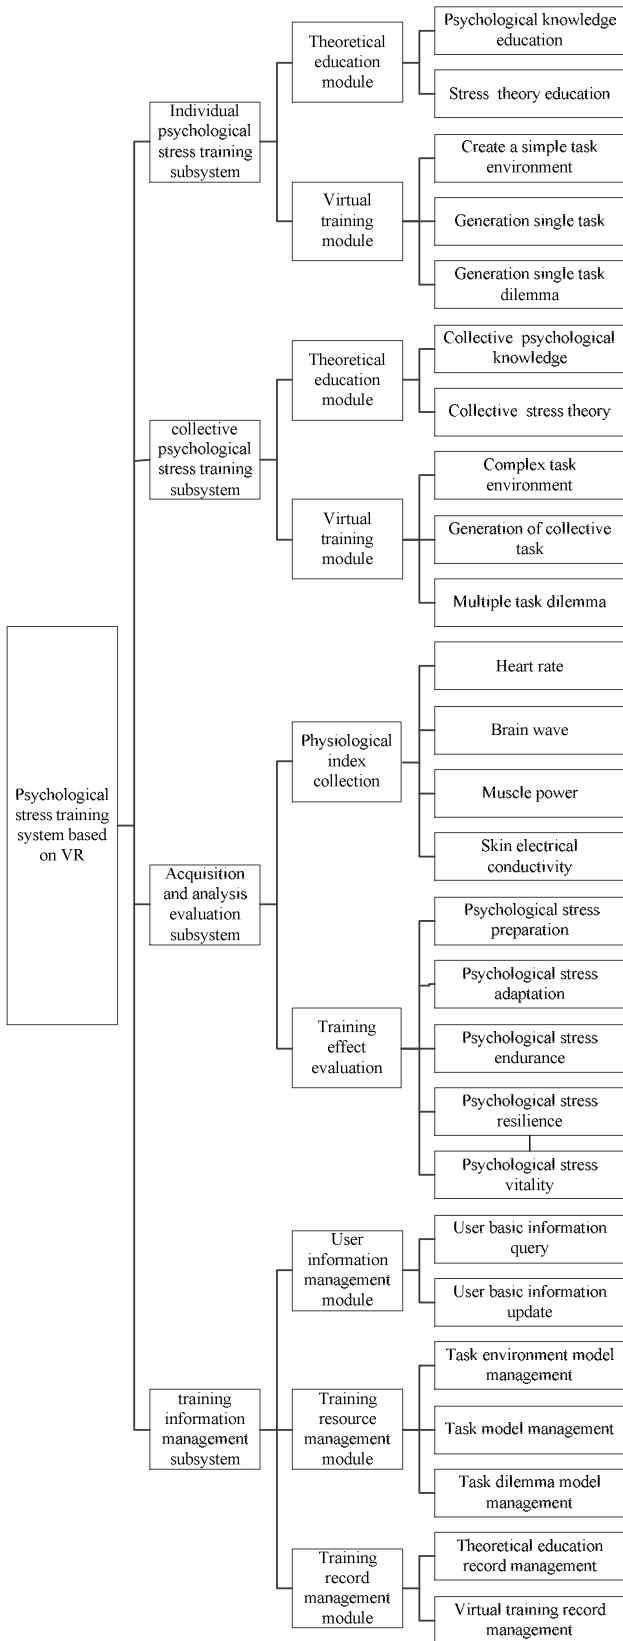 Psychological
stress training
system based
on VR
Individual
psychological
stress training
subsystem
Theoretical
education
module
Psychological knowledge
education
Stress theory education
Virtual
training
module
Create a simple task
environment
Generation single task
Generation single task
dilemma
collective
psychological
stress training
subsystem
Theoretical
education
module
Collective psychological
knowledge
Collective stress theory
Virtual
training
module
Complex task
environment
Generation of collective
task
Multiple task dilemma
Acquisition
and analysis
evaluation
subsystem
Physiological
index
collection
Heart rate
Brain wave
Muscle power
Skin electrical
conductivity
Training
effect
evaluation
Psychological stress
preparation
Psychological stress
adaptation
Psychological stress
endurance
Psychological stress
resilience
Psychological stress
vitality
training
information
management
subsystem
User
information
management
module
User basic information
query
User basic information
update
Training
resource
management
module
Task environment model
management
Task model management
Task dilemma model
management
Training
record
management
module
Theoretical education
record management
Virtual training record
management